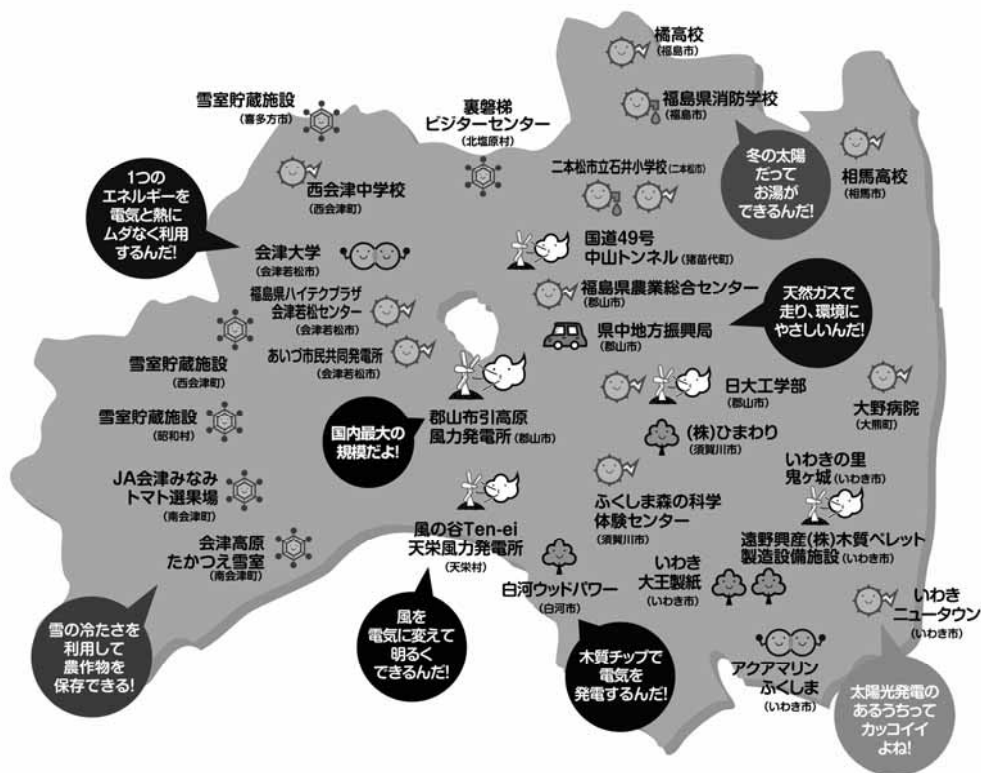 橘高校
(福島市)
福島県消防学校
(福島市)
雪室貯蔵施設
(喜多方市)
裏磐梯
ビジターセンター
(北塩原村)
冬の太陽
だって
お湯が
できるんだ!
相馬高校
(相馬市)
1つの
エネルギーを
電気と熱に
ムダなく利用
するんだ!
西会津中学校
(西会津町)
二本松市立石井小学校(二本松市)
会津大学
(会津若松市)
国道49号
中山トンネル(猪苗代町)
福島県ハイテクプラザ
会津若松センター
(会津若松市)
福島県農業総合センター
(郡山市)
天然ガスで
走り、環境に
やさしいんだ!
県中地方振興局
(郡山市)
雪室貯蔵施設
(西会津町)
あいづ市民共同発電所
(会津若松市)
日大工学部
(郡山市)
大野病院
(大熊町)
雪室貯蔵施設
(昭和村)
国内最大の
規模だよ!
郡山布引高原
風力発電所(郡山市)
(株)ひまわり
(須賀川市)
いわきの里
鬼ヶ城(いわき市)
JA会津みなみ
トマト選果場
(南会津町)
ふくしま森の科学
体験センター
(須賀川市)
風の谷Ten-ei
天栄風力発電所
(天栄村)
遠野興産(株)木質ペレット
製造設備施設(いわき市)
会津高原
たかつえ雪室
(南会津町)
白河ウッドパワー
(白河市)
いわき
大王製紙
(いわき市)
いわき
ニュータウン
(いわき市)
雪の冷たさを
利用して
農作物を
保存できる!
風を
電気に変えて
明るく
できるんだ!
木質チップで
電気を
発電するんだ!
アクアマリン
ふくしま
(いわき市)
太陽光発電の
あるうちって
カッコイイ
よね!